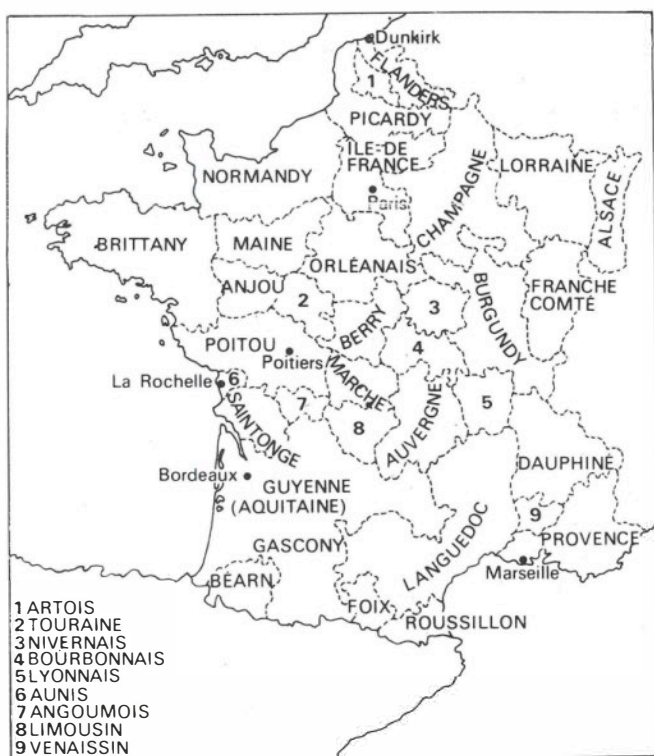 Dunkirk
1
FLANDERS
PICARDY
ÎLE-DE-
FRANCE
Paris
NORMANDY
CHAMPAGNE
LORRAINE
ALSACE
BRITTANY
MAINE
ORLÉANAIS
ANJOU
2
BERRY
3
BURGUNDY
FRANCHE
COMTÉ
POITOU
Poitiers
4
MARCHE
La Rochelle
6
SAINTONGE
7
8
AUVERGNE
5
Bordeaux
GUYENNE
(AQUITAINE)
DAUPHINÉ
9
PROVENCE
LANGUEDOC
GASCONY
Marseille
BÉARN
FOIX
ROUSSILLON
1 ARTOIS
2 TOURAINE
3 NIVERNAIS
4 BOURBONNAIS
5 LYONNAIS
6 AUNIS
7 ANGOUMOIS
8 LIMOUSIN
9 VENAISSIN